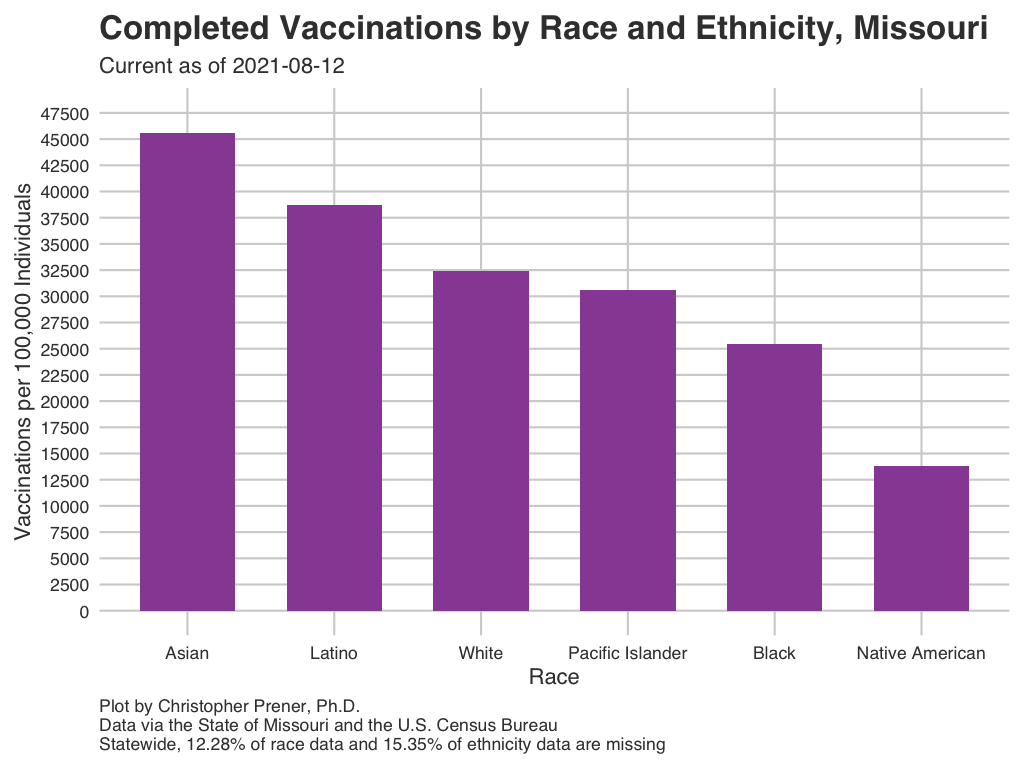 Completed Vaccinations by Race and Ethnicity, Missouri
Current as of 2021-08-12
Vaccinations per 100,000 Individuals
47500
45000
42500
40000
37500
35000
32500
30000
27500
25000
22500
20000
17500
15000
12500
10000
7500
5000
2500
0
Asian
Latino
White
Pacific Islander
Black
Native American
Race
Plot by Christopher Prener, Ph.D.
Data via the State of Missouri and the U.S. Census Bureau
Statewide, 12.28% of race data and 15.35% of ethnicity data are missing